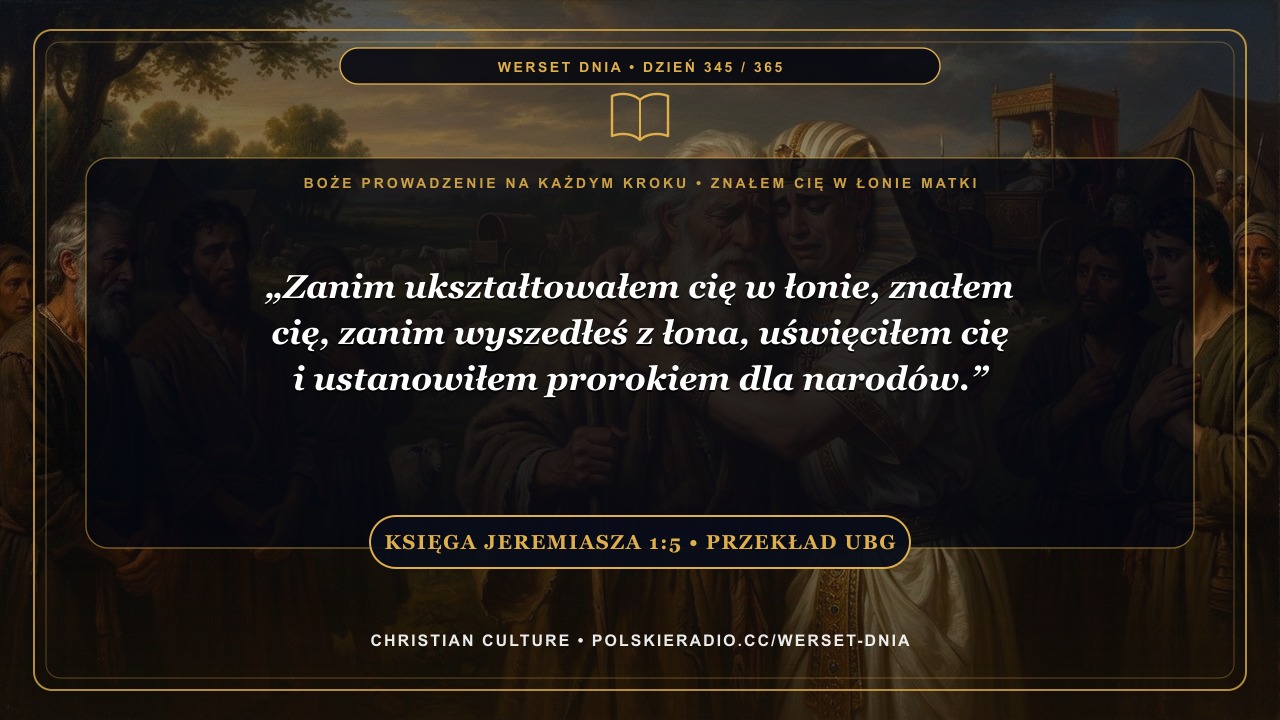 WERSET DNIA • DZIEŃ 345 / 365
BOŻE PROWADZENIE NA KAŻDYM KROKU • ZNAŁEM CIĘ W ŁONIE MATKI
„Zanim ukształtowałem cię w łonie, znałem
cię, zanim wyszedłeś z łona, uświęciłem cię
i ustanowiłem prorokiem dla narodów.”
KSIĘGA JEREMIASZA 1:5 • PRZEKŁAD UBG
CHRISTIAN CULTURE • POLSKIERADIO.CC/WERSET-DNIA